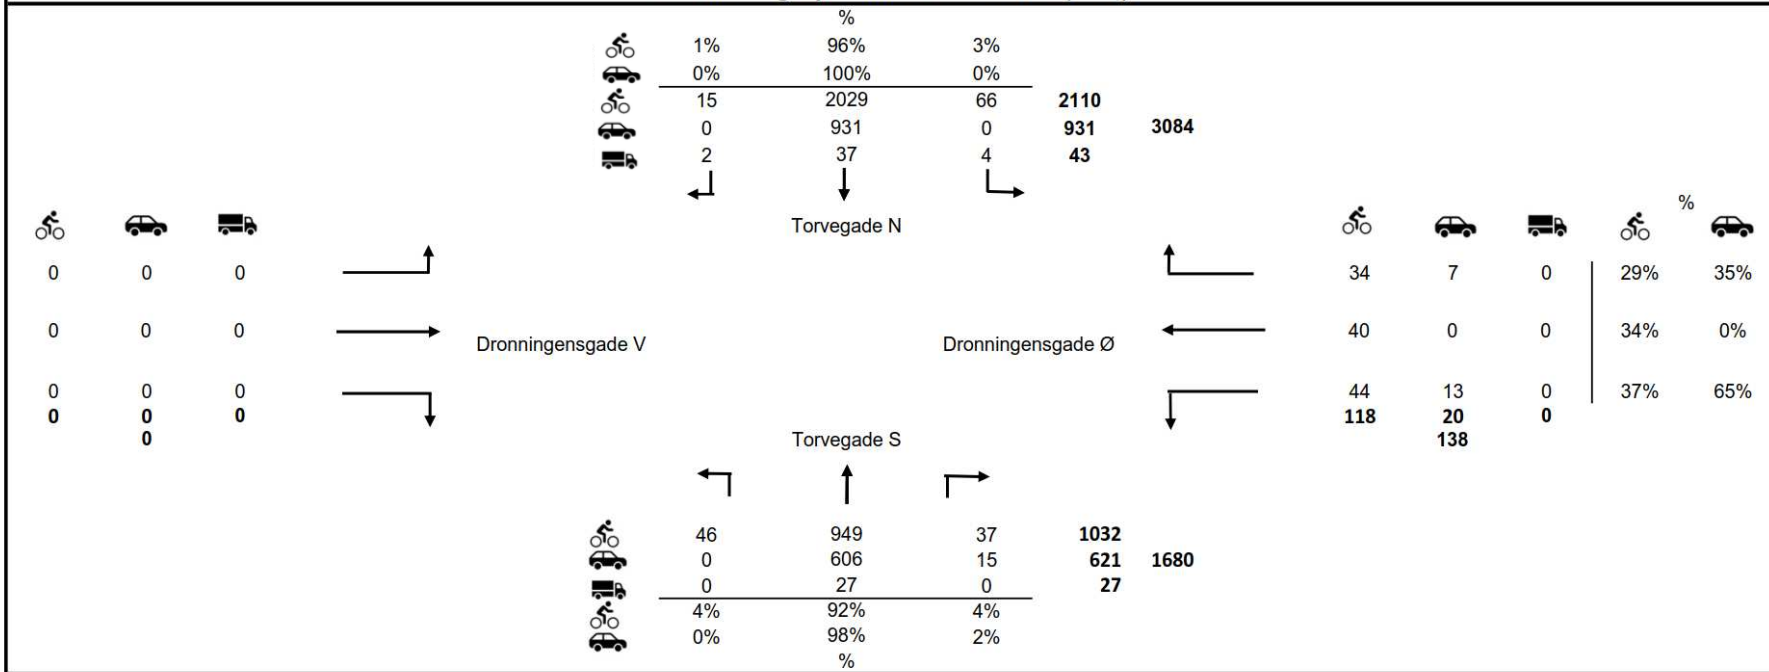 %
1% 96% 3%
0% 100% 0%
15 2029 66 2110
0 931 0 931 3084
2 37 4 43
Torvegade N
%
0 0 0 34 7 0 29% 35%
0 0 0 40 0 0 34% 0%
Dronningensgade V Dronningensgade Ø
0 0 0 44 13 0 37% 65%
0 0 0 118 20 0
0 138
Torvegade S
46 949 37 1032
0 606 15 621 1680
0 27 0 27
4% 92% 4%
0% 98% 2%
%